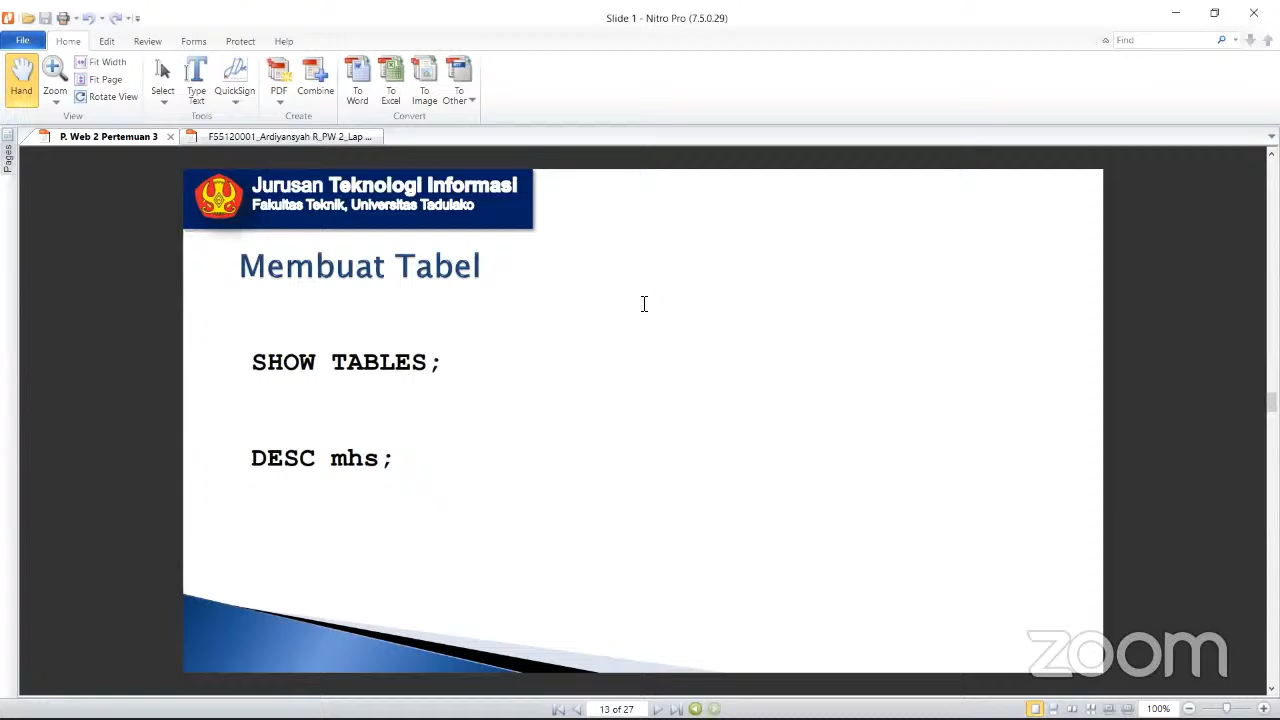 Slide 1 - Nitro Pro (7.5.0.29)
File Home Edit Review Forms Protect Help
Find
Hand
Zoom
Fit Width
Fit Page
Rotate View
View
Select
Type Text
QuickSign
Tools
PDF
Combine
Create
To Word
To Excel
To Image
To Other
Convert
P. Web 2 Pertemuan 3
F55120001_Ardiyansyah R_PW 2_Lap ...
Pages
Jurusan Teknologi Informasi
Fakultas Teknik, Universitas Tadulako
Membuat Tabel
SHOW TABLES;
DESC mhs;
zoom
13 of 27
100%